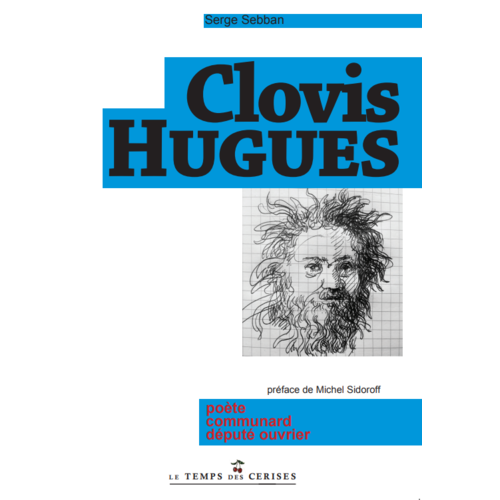 Serge Sebban
Clovis
HUGUES
préface de Michel Sidoroff
poète
communard
député ouvrier
LE TEMPS DES CERISES